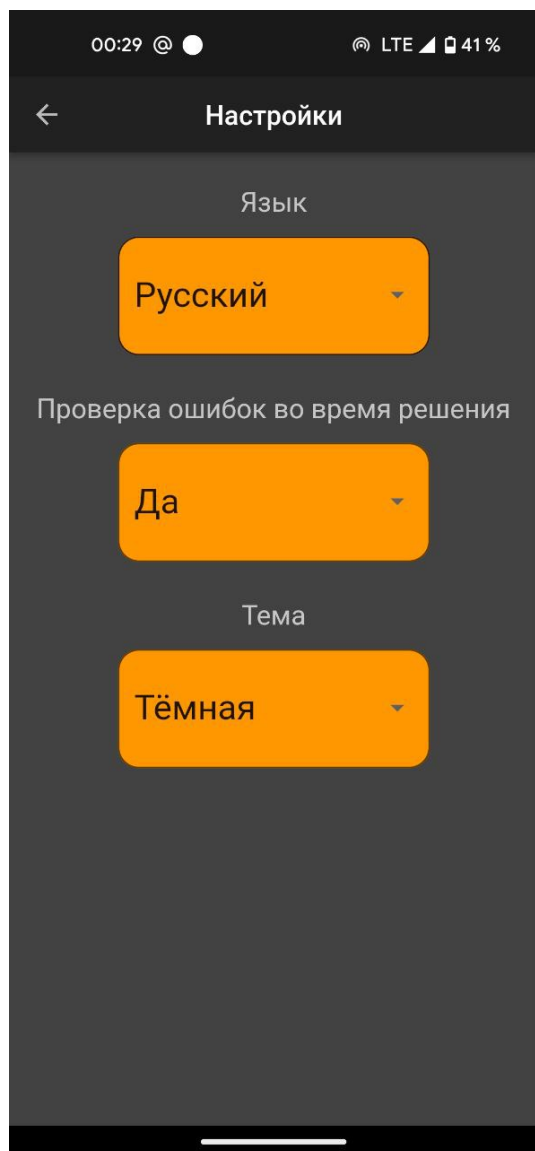 00:29 @ LTE 41 %
Настройки
Язык
Русский
Проверка ошибок во время решения
Да
Тема
Тёмная